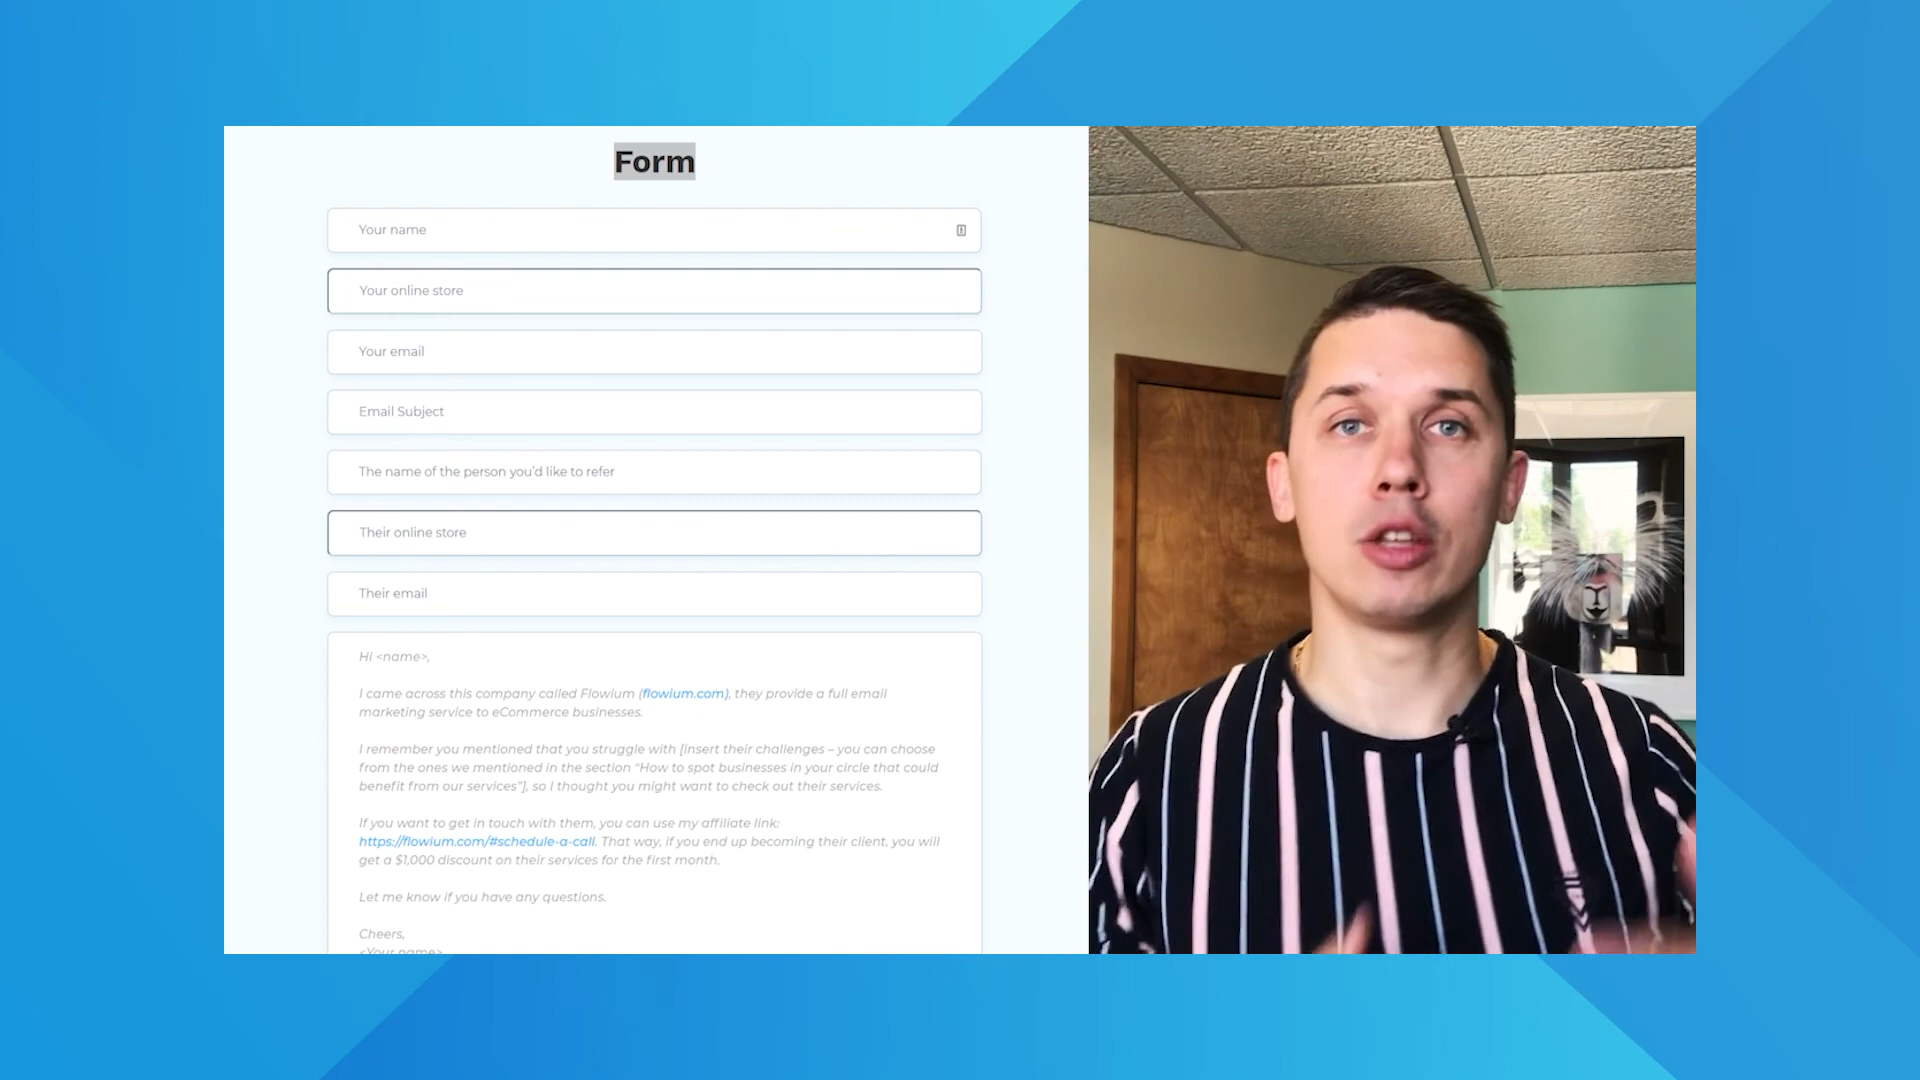 Form
Your name
Your online store
Your email
Email Subject
The name of the person you'd like to refer
Their online store
Their email
Hi <name>,
I came across this company called Flowium (flowium.com), they provide a full email
marketing service to eCommerce businesses.
I remember you mentioned that you struggle with [insert their challenges – you can choose
from the ones we mentioned in the section "How to spot businesses in your circle that could
benefit from our services"], so I thought you might want to check out their services.
If you want to get in touch with them, you can use my affiliate link:
https://flowium.com/#schedule-a-call. That way, if you end up becoming their client, you will
get a $1,000 discount on their services for the first month.
Let me know if you have any questions.
Cheers,
<Your name>